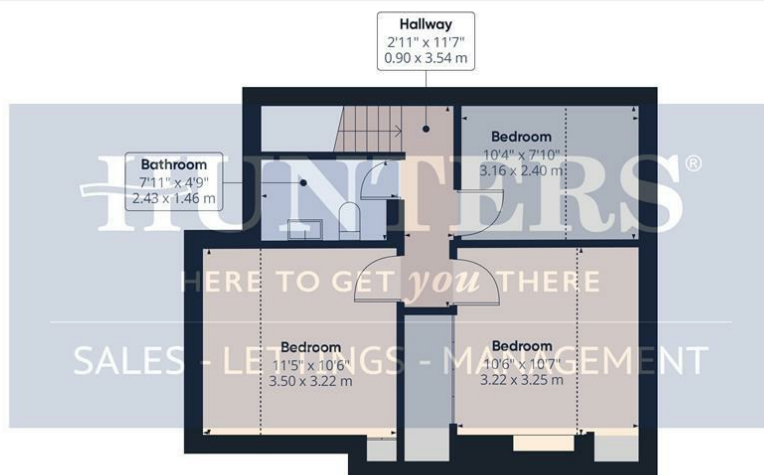 Hallway
2'11" x 11'7"
0.90 x 3.54 m
Bathroom
7'11" x 4'9"
2.43 x 1.46 m
Bedroom
10'4" x 7'10"
3.16 x 2.40 m
HUNTERS®
HERE TO GET you THERE
SALES - LETTINGS - MANAGEMENT
Bedroom
11'5" x 10'6"
3.50 x 3.22 m
Bedroom
10'6" x 10'7"
3.22 x 3.25 m